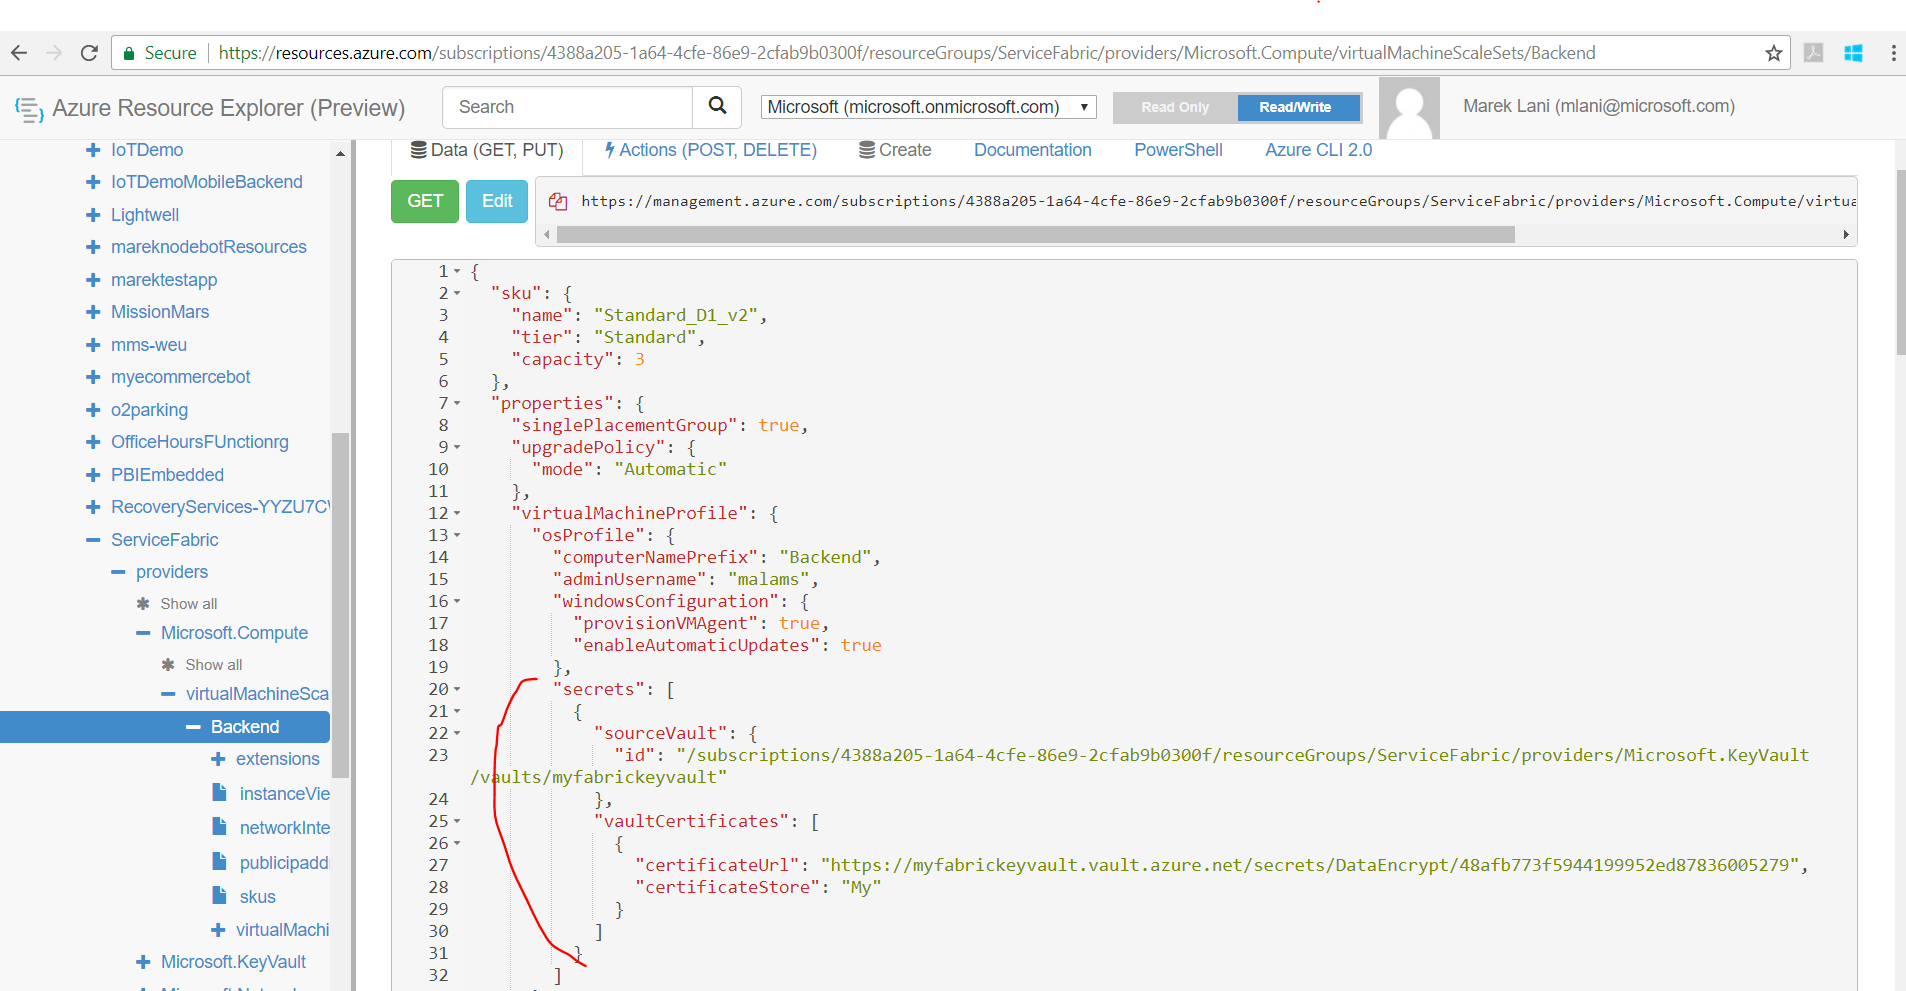 Secure
https://resources.azure.com/subscriptions/4388a205-1a64-4cfe-86e9-2cfab9b0300f/resourceGroups/ServiceFabric/providers/Microsoft.Compute/virtualMachineScaleSets/Backend
Azure Resource Explorer (Preview)
Search
Microsoft (microsoft.onmicrosoft.com)
Read Only
Read/Write
Marek Lani (mlani@microsoft.com)
IoTDemo
IoTDemoMobileBackend
Lightwell
mareknodebotResources
marektestapp
MissionMars
mms-weu
myecommercebot
o2parking
OfficeHoursFUnctionrg
PBIEmbedded
RecoveryServices-YYZU7CV
ServiceFabric
providers
Show all
Microsoft.Compute
Show all
virtualMachineSca
Backend
extensions
instanceVie
networkInte
publicipadd
skus
virtualMachi
Microsoft.KeyVault
Data (GET, PUT)
Actions (POST, DELETE)
Create
Documentation
PowerShell
Azure CLI 2.0
GET
Edit
https://management.azure.com/subscriptions/4388a205-1a64-4cfe-86e9-2cfab9b0300f/resourceGroups/ServiceFabric/providers/Microsoft.Compute/virtua
1 {
2 "sku": {
3 "name": "Standard_D1_v2",
4 "tier": "Standard",
5 "capacity": 3
6 },
7 "properties": {
8 "singlePlacementGroup": true,
9 "upgradePolicy": {
10 "mode": "Automatic"
11 },
12 "virtualMachineProfile": {
13 "osProfile": {
14 "computerNamePrefix": "Backend",
15 "adminUsername": "malams",
16 "windowsConfiguration": {
17 "provisionVMAgent": true,
18 "enableAutomaticUpdates": true
19 },
20 "secrets": [
21 {
22 "sourceVault": {
23 "id": "/subscriptions/4388a205-1a64-4cfe-86e9-2cfab9b0300f/resourceGroups/ServiceFabric/providers/Microsoft.KeyVault
/vaults/myfabrickeyvault"
24 },
25 "vaultCertificates": [
26 {
27 "certificateUrl": "https://myfabrickeyvault.vault.azure.net/secrets/DataEncrypt/48afb773f5944199952ed87836005279",
28 "certificateStore": "My"
29 }
30 ]
31 }
32 ]